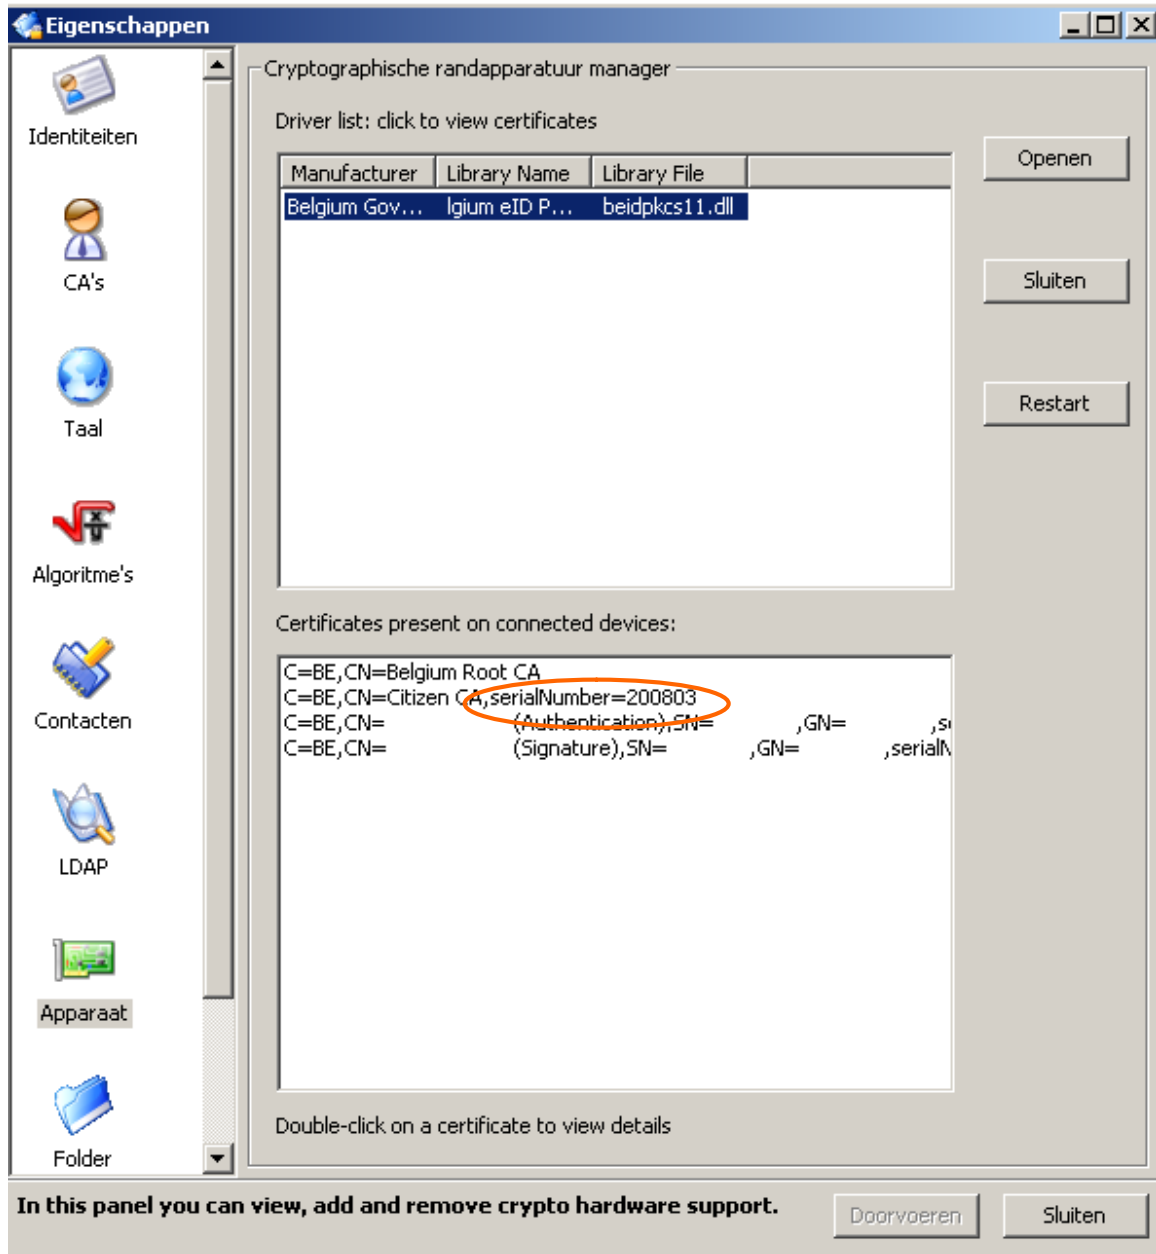 Eigenschappen
Identiteiten
CA's
Taal
Algoritme's
Contacten
LDAP
Apparaat
Folder
Cryptographische randapparatuur manager
Driver list: click to view certificates
Manufacturer Library Name Library File
Belgium Gov... lgium eID P... beidpkcs11.dll
Openen
Sluiten
Restart
Certificates present on connected devices:
C=BE,CN=Belgium Root CA
C=BE,CN=Citizen CA,serialNumber=200803
C=BE,CN= (Authentication),SN= ,GN= ,s
C=BE,CN= (Signature),SN= ,GN= ,serialN
Double-click on a certificate to view details
In this panel you can view, add and remove crypto hardware support.
Doorvoeren
Sluiten